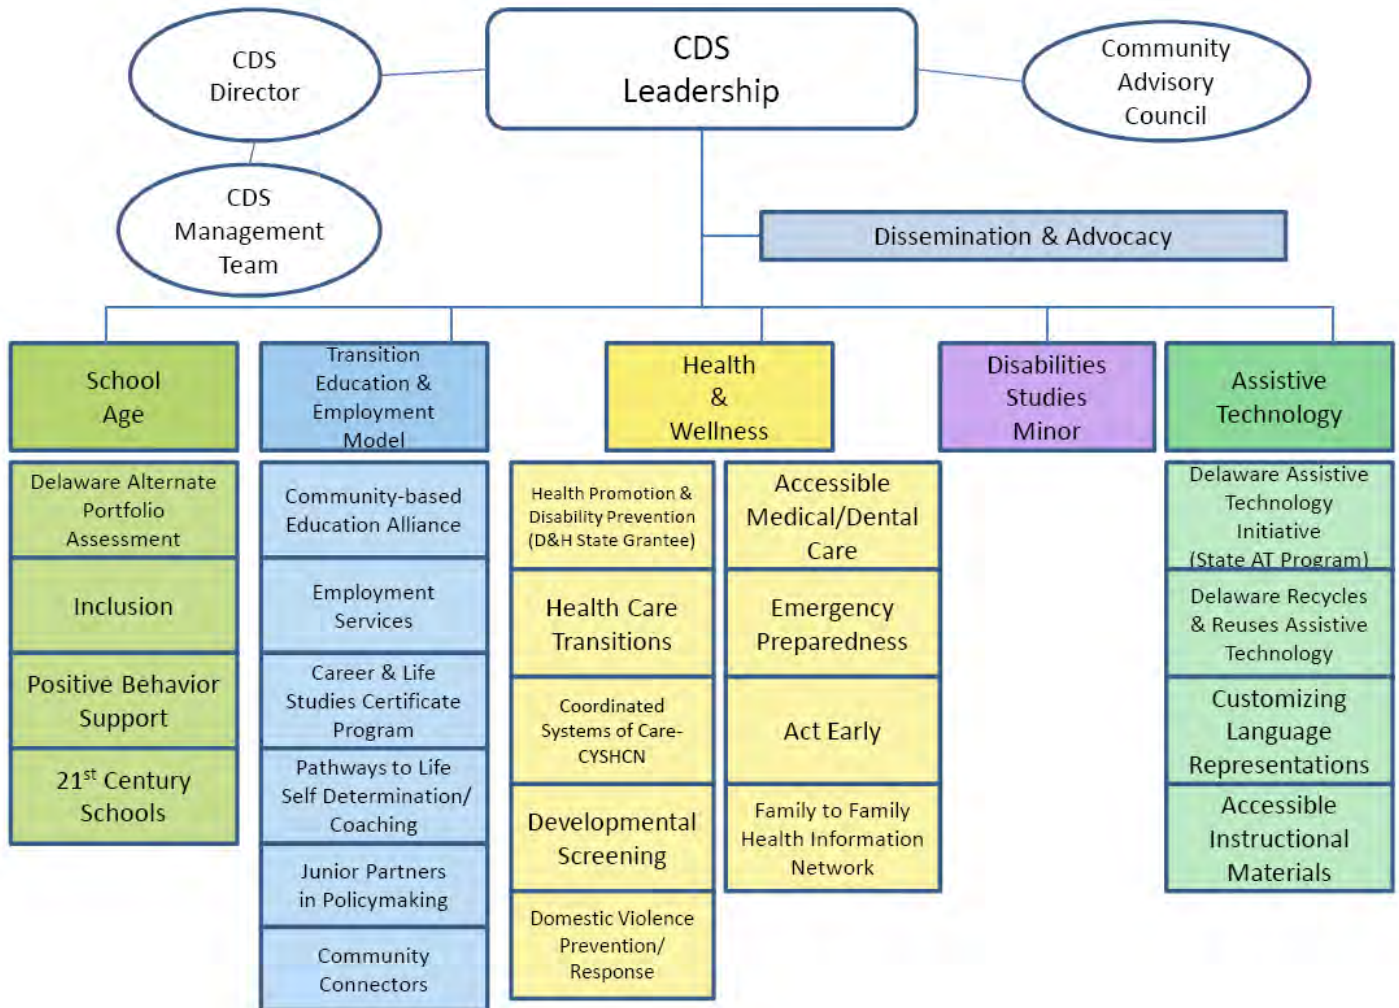 CDS
Director
CDS
Leadership
Community
Advisory
Council
CDS
Management
Team
Dissemination & Advocacy
School
Age
Transition
Education &
Employment
Model
Health
&
Wellness
Disabilities
Studies
Minor
Assistive
Technology
Delaware Alternate
Portfolio
Assessment
Inclusion
Positive Behavior
Support
21st Century
Schools
Community-based
Education Alliance
Employment
Services
Career & Life
Studies Certificate
Program
Pathways to Life
Self Determination/
Coaching
Junior Partners
in Policymaking
Community
Connectors
Health Promotion &
Disability Prevention
(D&H State Grantee)
Health Care
Transitions
Coordinated
Systems of Care-
CYSHCN
Developmental
Screening
Domestic Violence
Prevention/
Response
Accessible
Medical/Dental
Care
Emergency
Preparedness
Act Early
Family to Family
Health Information
Network
Delaware Assistive
Technology
Initiative
(State AT Program)
Delaware Recycles
& Reuses Assistive
Technology
Customizing
Language
Representations
Accessible
Instructional
Materials